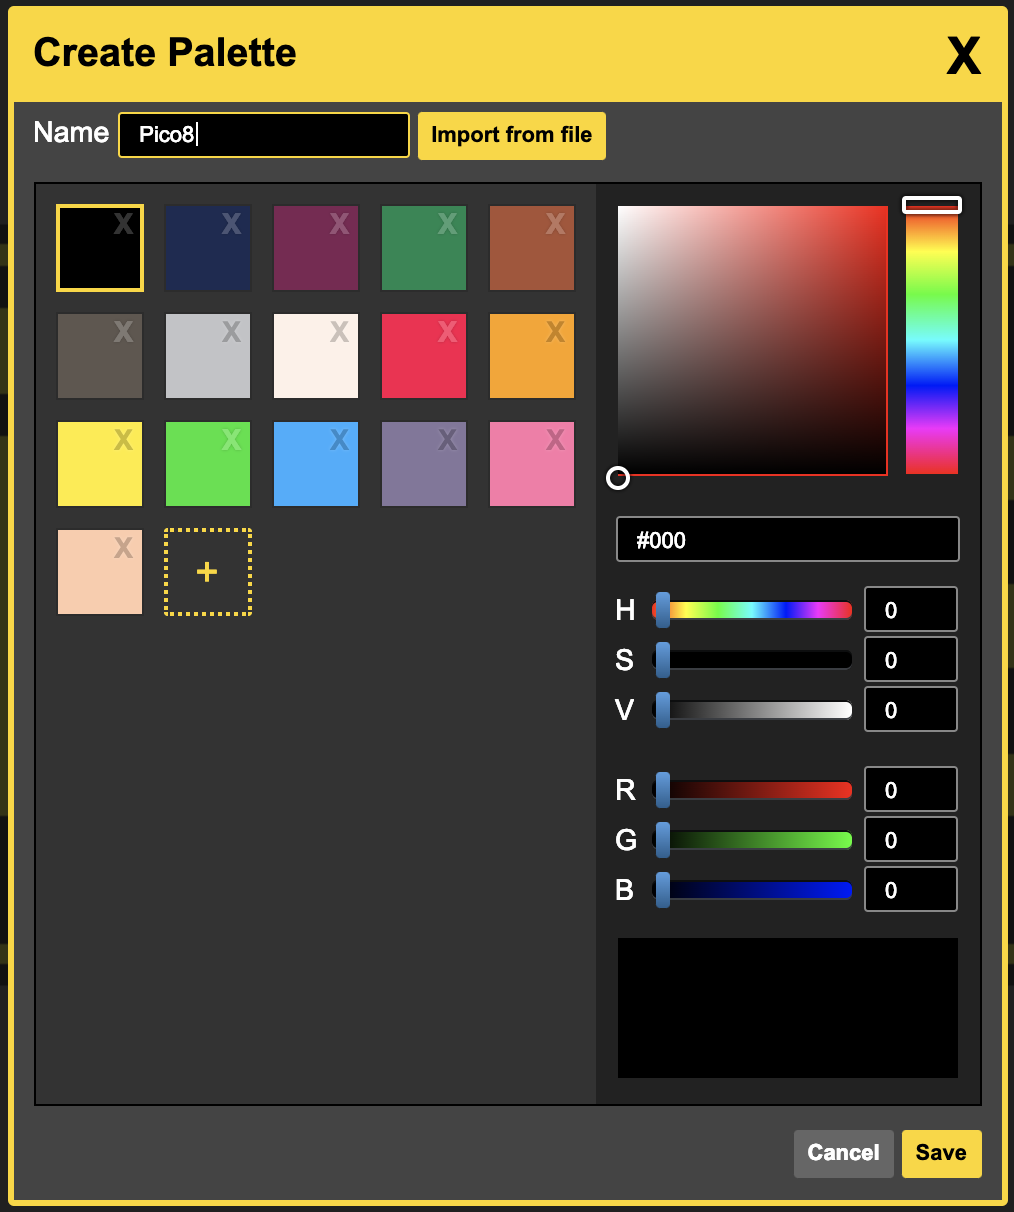 Create Palette X
Name Pico8 Import from file
X X X X X
X X X X X
X X X X X
X +
#000
H 0
S 0
V 0
R 0
G 0
B 0
Cancel Save